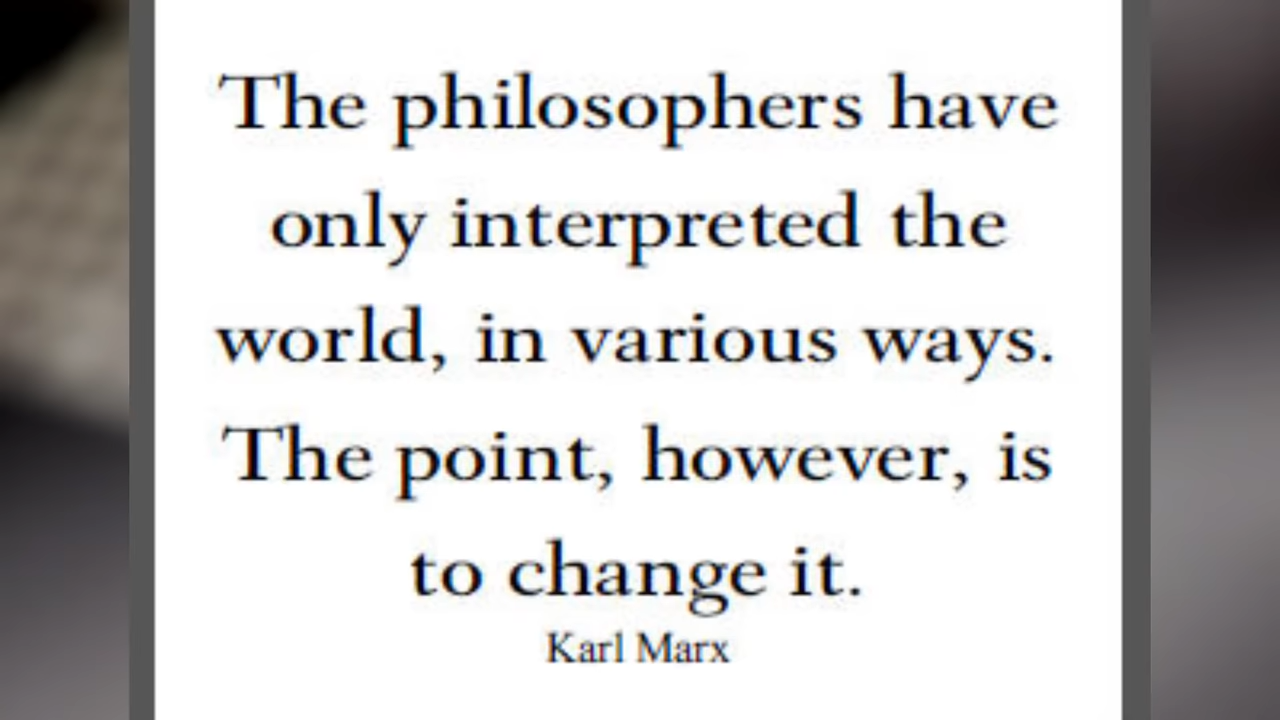 The philosophers have
only interpreted the
world, in various ways.
The point, however, is
to change it.
Karl Marx